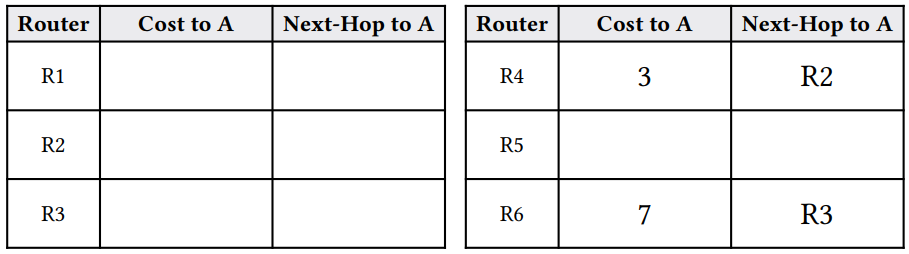 Router Cost to A Next-Hop to A
R1
R2
R3
Router Cost to A Next-Hop to A
R4 3 R2
R5
R6 7 R3